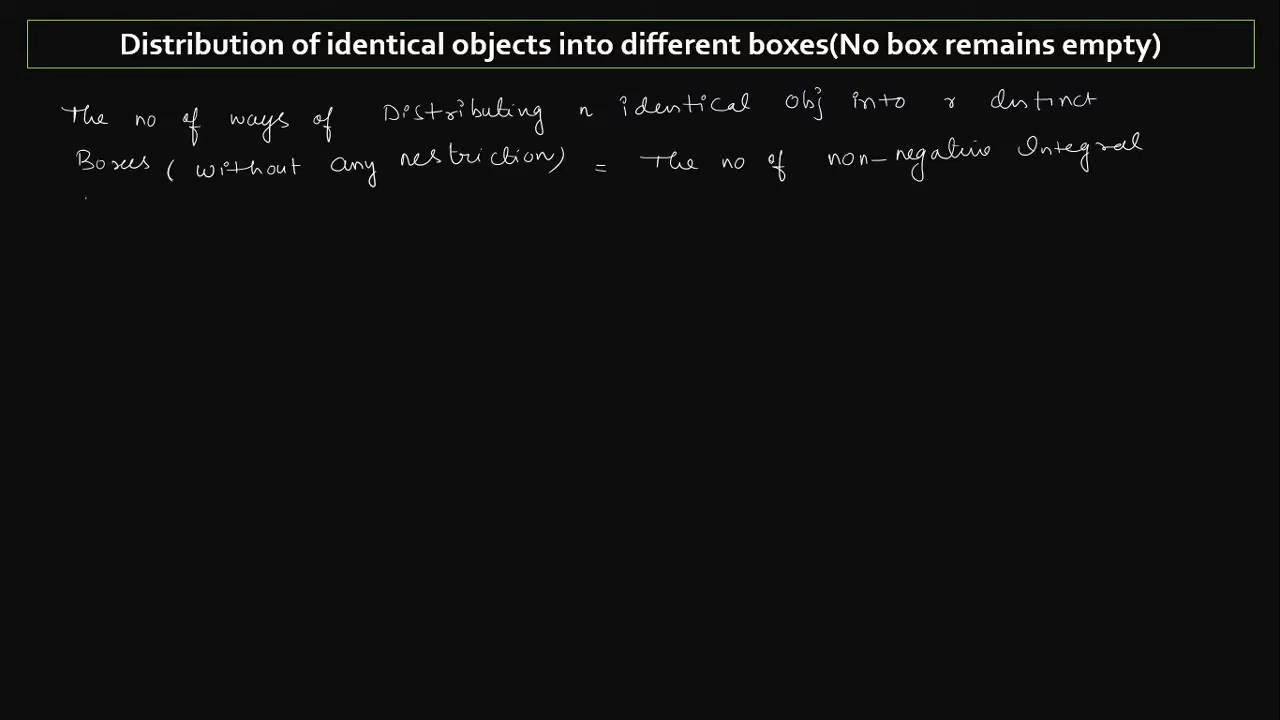 Distribution of identical objects into different boxes(No box remains empty)
The no of ways of Distributing n identical Obj into r distinct
Boxes (without any restriction) = The no of non-negative Integral